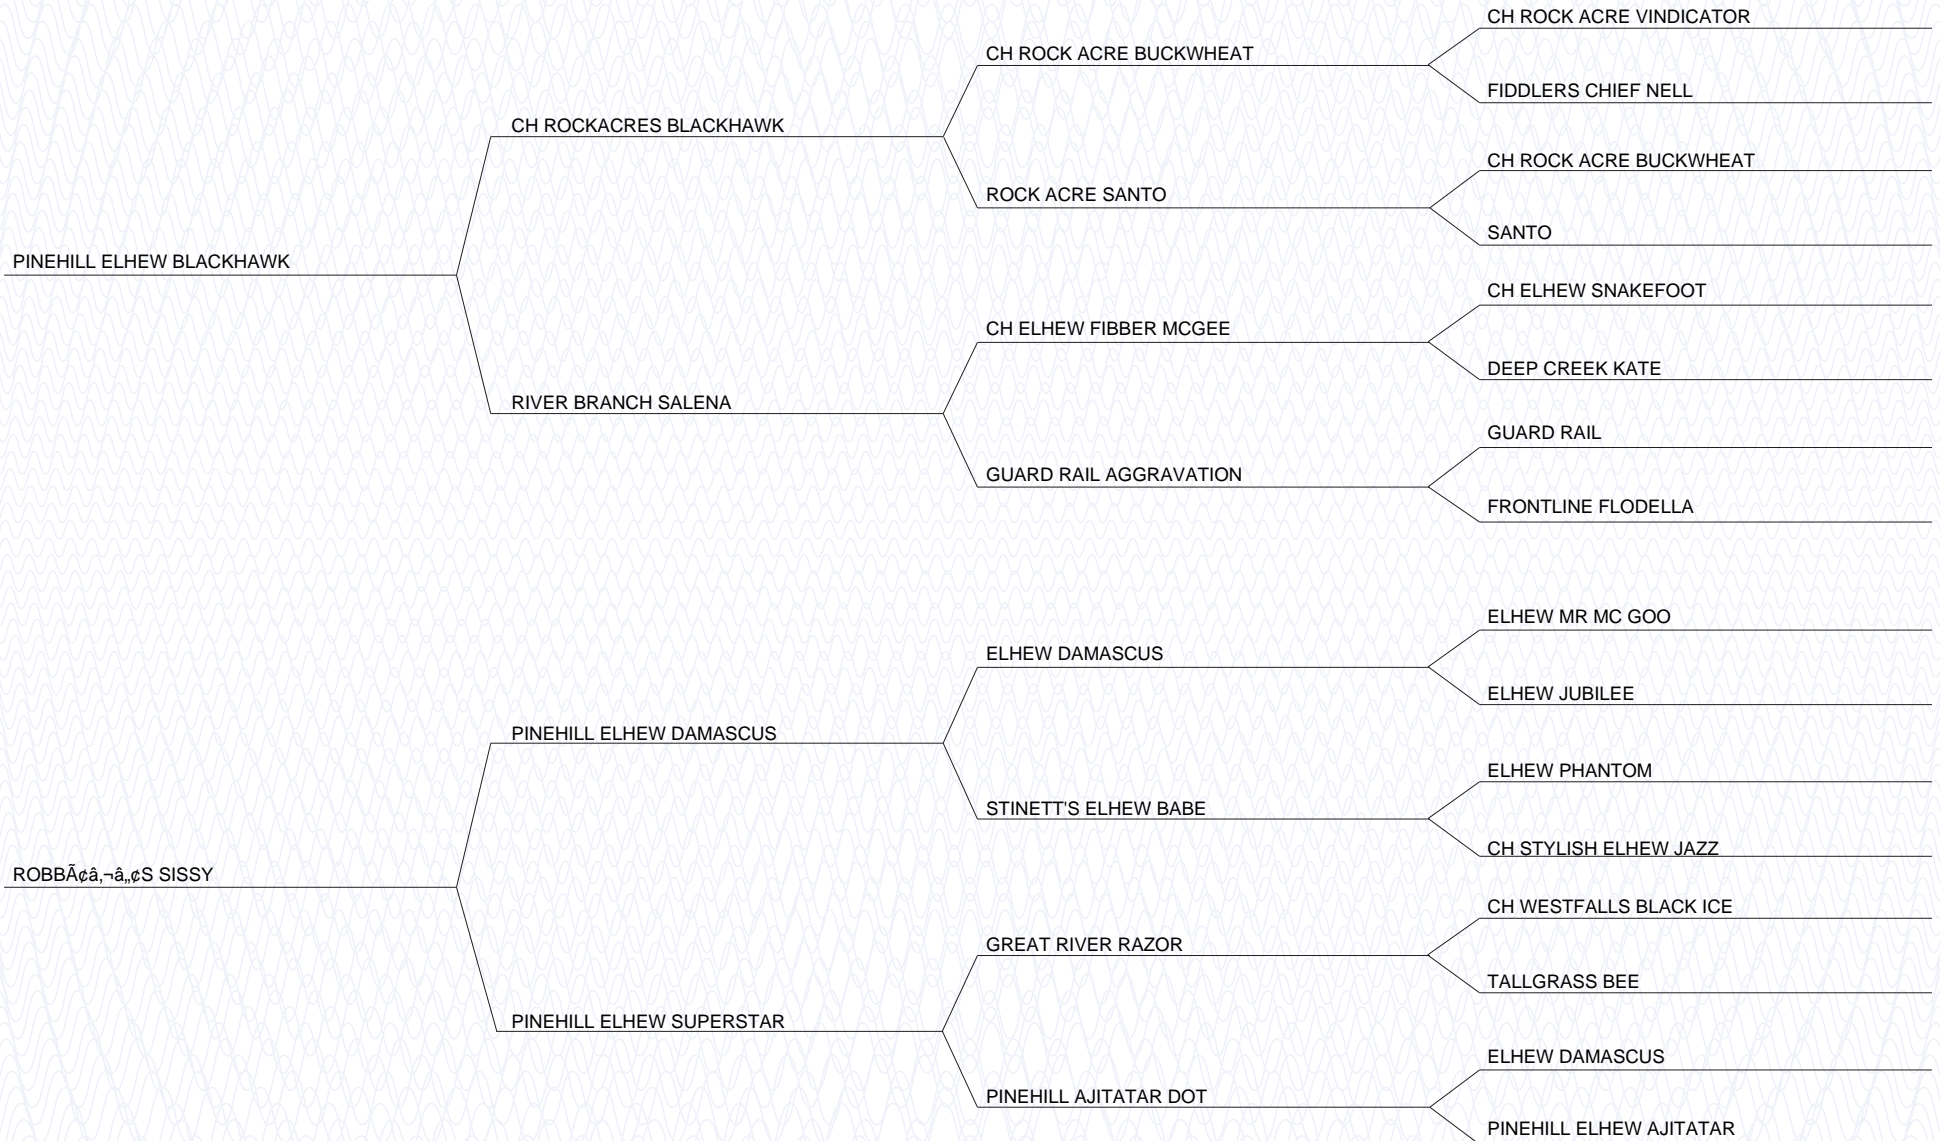 CH ROCK ACRE VINDICATOR
CH ROCK ACRE BUCKWHEAT
FIDDLERS CHIEF NELL
CH ROCKACRES BLACKHAWK
CH ROCK ACRE BUCKWHEAT
ROCK ACRE SANTO
SANTO
PINEHILL ELHEW BLACKHAWK
CH ELHEW SNAKEFOOT
CH ELHEW FIBBER MCGEE
DEEP CREEK KATE
RIVER BRANCH SALENA
GUARD RAIL
GUARD RAIL AGGRAVATION
FRONTLINE FLODELLA
ELHEW MR MC GOO
ELHEW DAMASCUS
ELHEW JUBILEE
PINEHILL ELHEW DAMASCUS
ELHEW PHANTOM
STINETT'S ELHEW BABE
CH STYLISH ELHEW JAZZ
ROBBÃ¢â‚¬â„¢S SISSY
CH WESTFALLS BLACK ICE
GREAT RIVER RAZOR
TALLGRASS BEE
PINEHILL ELHEW SUPERSTAR
ELHEW DAMASCUS
PINEHILL AJITATAR DOT
PINEHILL ELHEW AJITATAR